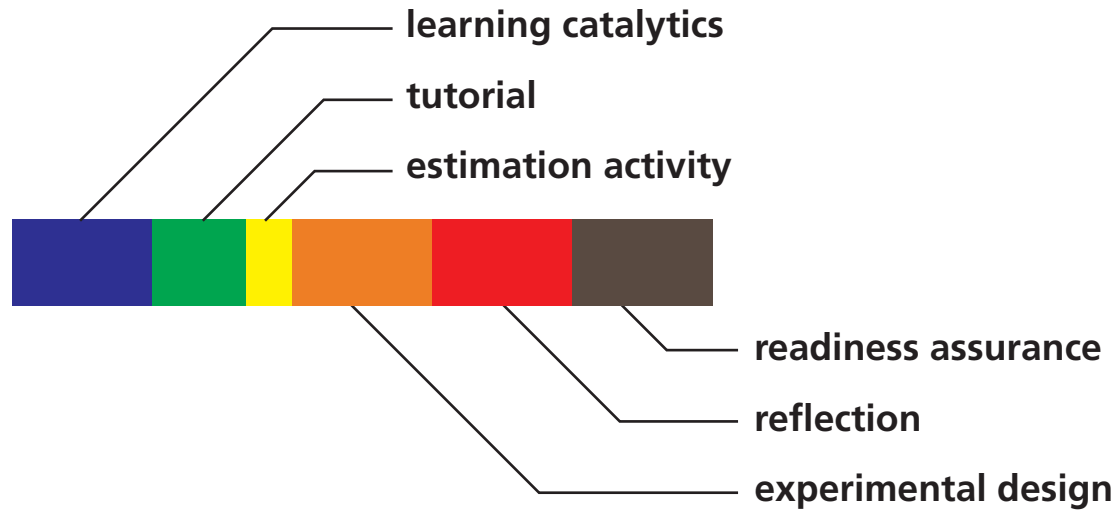 learning catalytics
tutorial
estimation activity
readiness assurance
reflection
experimental design